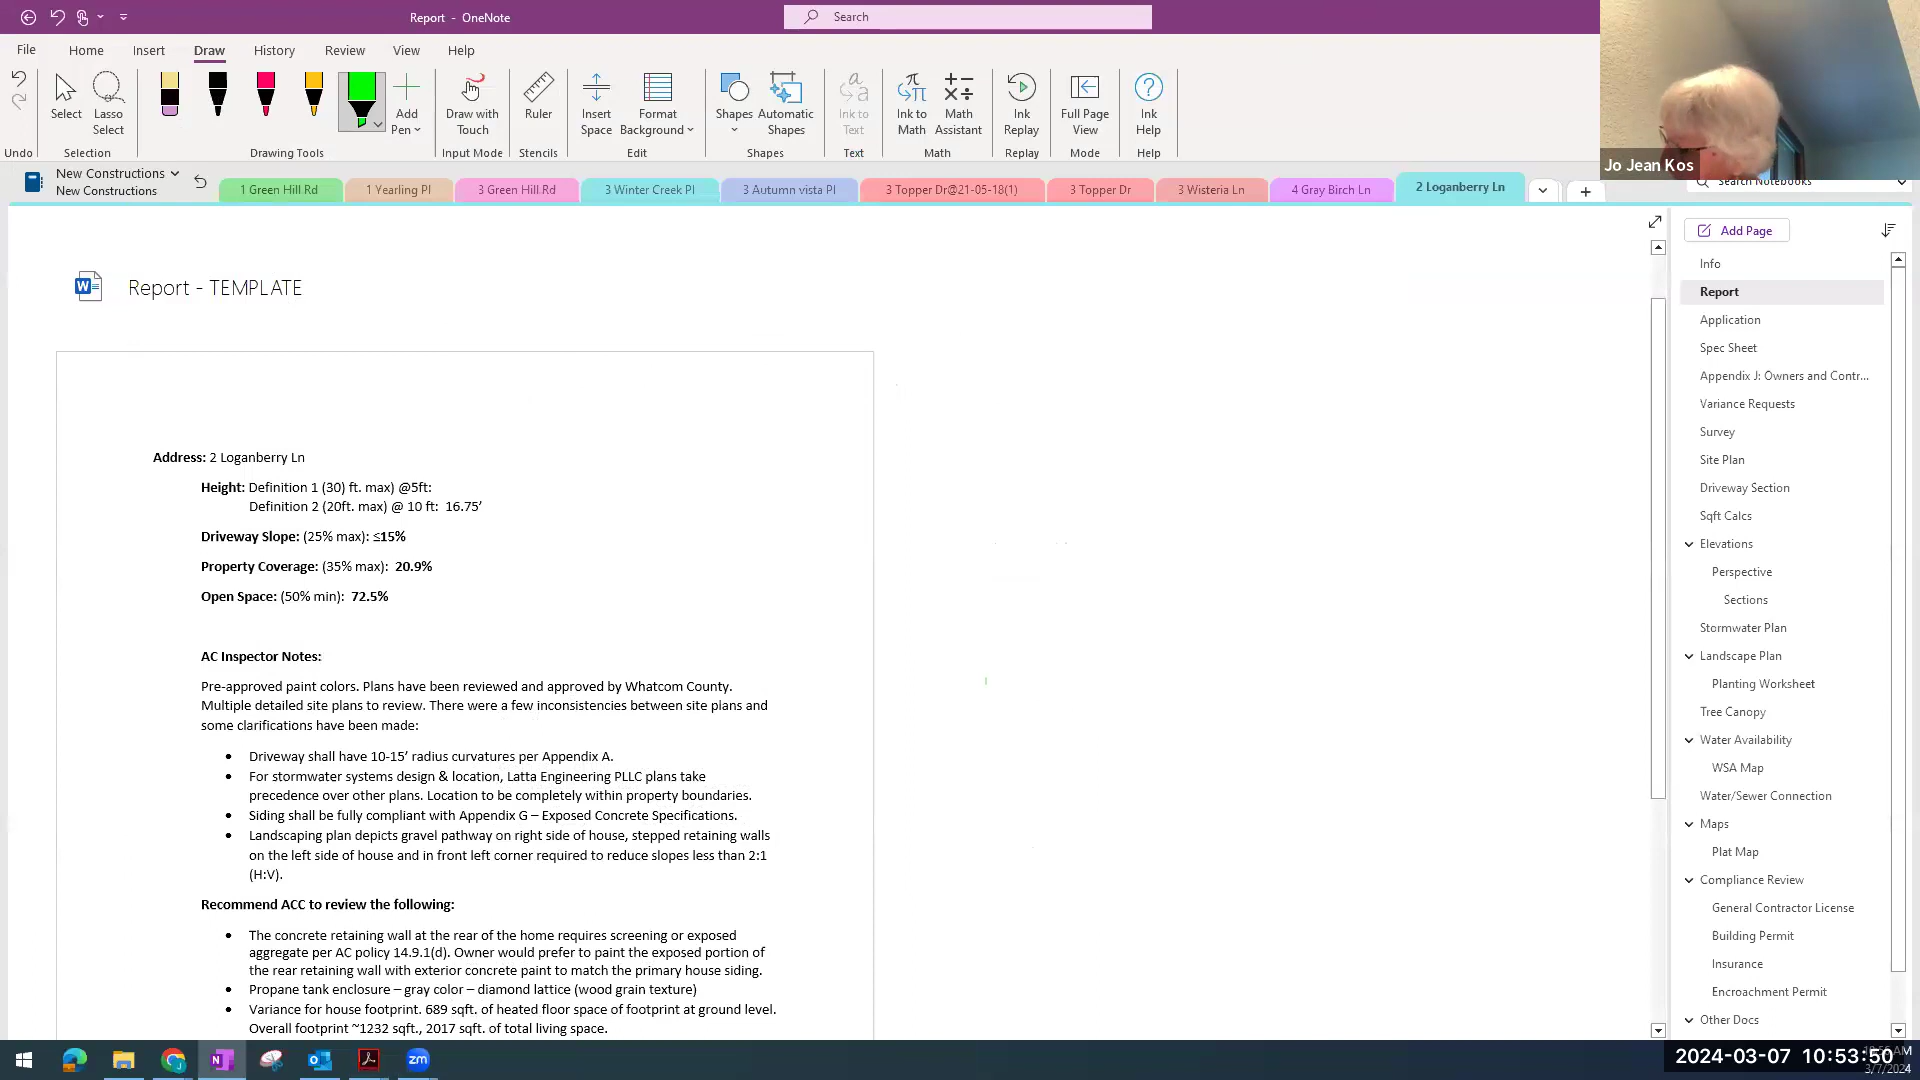 Report - OneNote
Search
File
Home
Insert
Draw
History
Review
View
Help
Select
Lasso
Select
Add
Pen
Draw with
Touch
Ruler
Insert
Space
Format
Background
Shapes
Automatic
Shapes
Ink to
Text
Ink to
Math
Math
Assistant
Ink
Replay
Full Page
View
Ink
Help
Undo
Selection
Drawing Tools
Input Mode
Stencils
Edit
Shapes
Text
Math
Replay
Mode
Help
Jo Jean Kos
New Constructions
New Constructions
1 Green Hill Rd
1 Yearling Pl
3 Green Hill Rd
3 Winter Creek Pl
3 Autumn vista Pl
3 Topper Dr@21-05-18(1)
3 Topper Dr
3 Wisteria Ln
4 Gray Birch Ln
2 Loganberry Ln
Search Notebooks
Report - TEMPLATE
Address: 2 Loganberry Ln
Height: Definition 1 (30) ft. max) @5ft:
Definition 2 (20ft. max) @ 10 ft: 16.75’
Driveway Slope: (25% max): ≤15%
Property Coverage: (35% max): 20.9%
Open Space: (50% min): 72.5%
AC Inspector Notes:
Pre-approved paint colors. Plans have been reviewed and approved by Whatcom County.
Multiple detailed site plans to review. There were a few inconsistencies between site plans and
some clarifications have been made:
• Driveway shall have 10-15’ radius curvatures per Appendix A.
• For stormwater systems design & location, Latta Engineering PLLC plans take
precedence over other plans. Location to be completely within property boundaries.
• Siding shall be fully compliant with Appendix G – Exposed Concrete Specifications.
• Landscaping plan depicts gravel pathway on right side of house, stepped retaining walls
on the left side of house and in front left corner required to reduce slopes less than 2:1
(H:V).
Recommend ACC to review the following:
• The concrete retaining wall at the rear of the home requires screening or exposed
aggregate per AC policy 14.9.1(d). Owner would prefer to paint the exposed portion of
the rear retaining wall with exterior concrete paint to match the primary house siding.
• Propane tank enclosure – gray color – diamond lattice (wood grain texture)
• Variance for house footprint. 689 sqft. of heated floor space of footprint at ground level.
Overall footprint ~1232 sqft., 2017 sqft. of total living space.
Add Page
Info
Report
Application
Spec Sheet
Appendix J: Owners and Contr...
Variance Requests
Survey
Site Plan
Driveway Section
Sqft Calcs
Elevations
Perspective
Sections
Stormwater Plan
Landscape Plan
Planting Worksheet
Tree Canopy
Water Availability
WSA Map
Water/Sewer Connection
Maps
Plat Map
Compliance Review
General Contractor License
Building Permit
Insurance
Encroachment Permit
Other Docs
zm
2024-03-07 10:53:50
3/7/2024